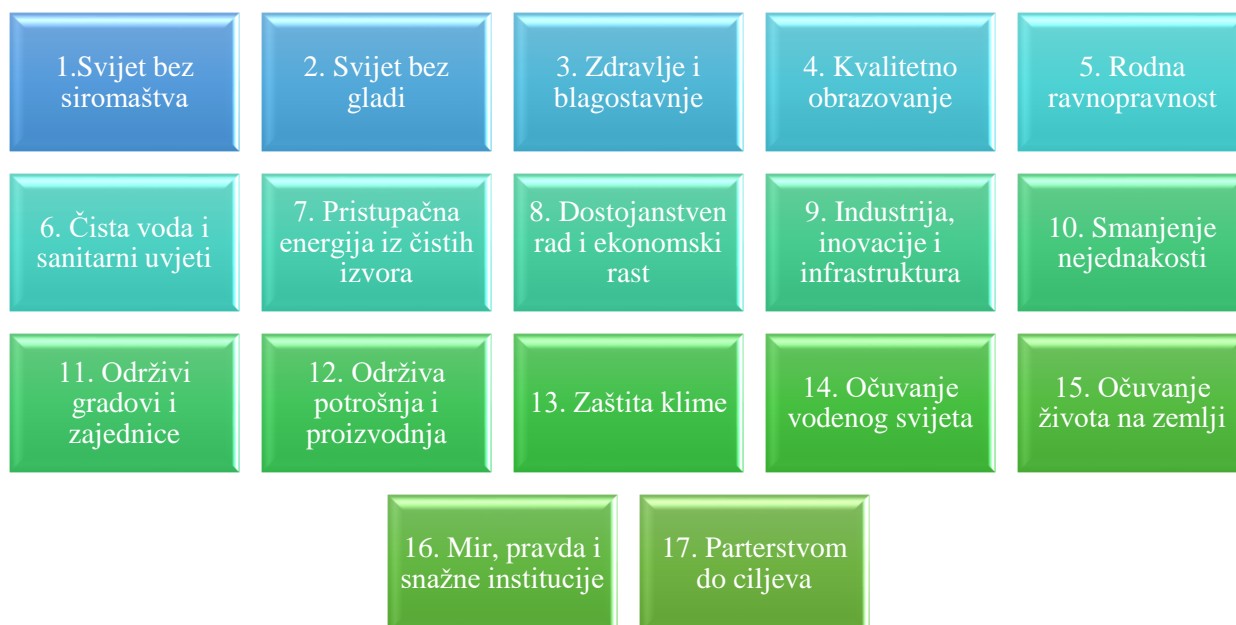 1.Svijet bez
siromaštva
2. Svijet bez
gladi
3. Zdravlje i
blagostavnje
4. Kvalitetno
obrazovanje
5. Rodna
ravnopravnost
6. Čista voda i
sanitarni uvjeti
7. Pristupačna
energija iz čistih
izvora
8. Dostojanstven
rad i ekonomski
rast
9. Industrija,
inovacije i
infrastruktura
10. Smanjenje
nejednakosti
11. Održivi
gradovi i
zajednice
12. Održiva
potrošnja i
proizvodnja
13. Zaštita klime
14. Očuvanje
vodenog svijeta
15. Očuvanje
života na zemlji
16. Mir, pravda i
snažne institucije
17. Parterstvom
do ciljeva